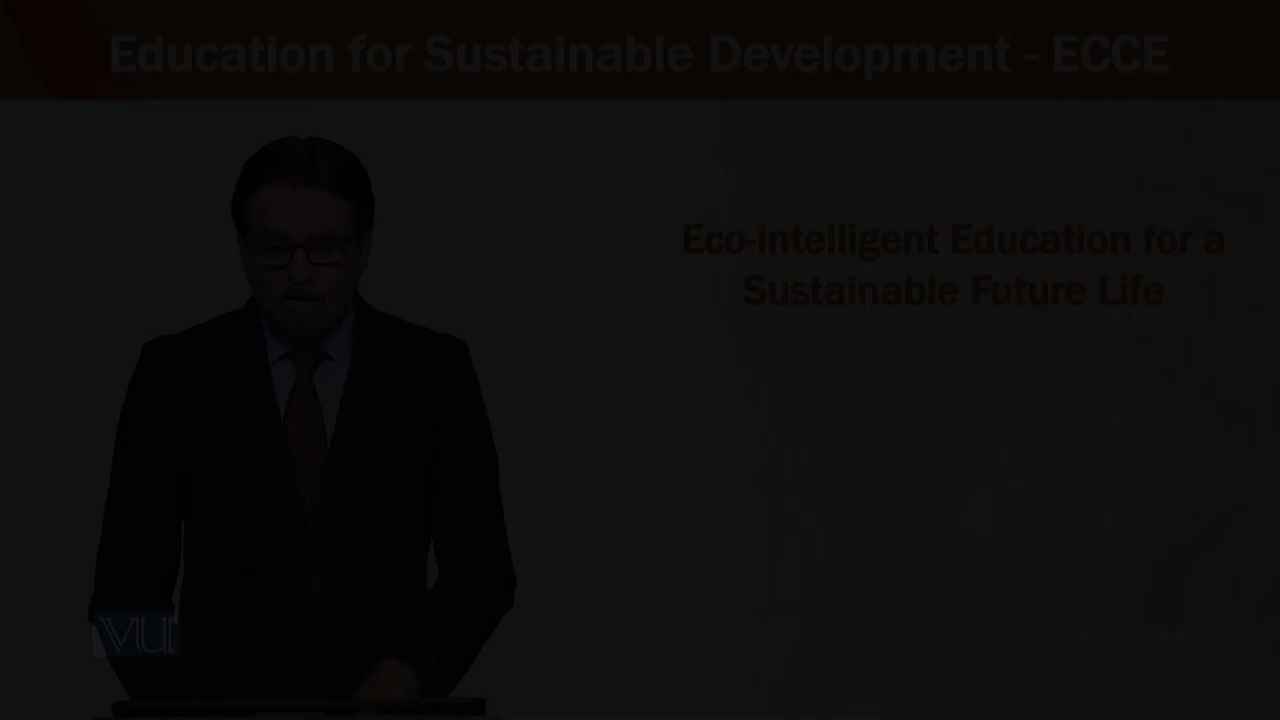 Education for Sustainable Development - ECCE
Eco-intelligent Education for a
Sustainable Future Life
VU